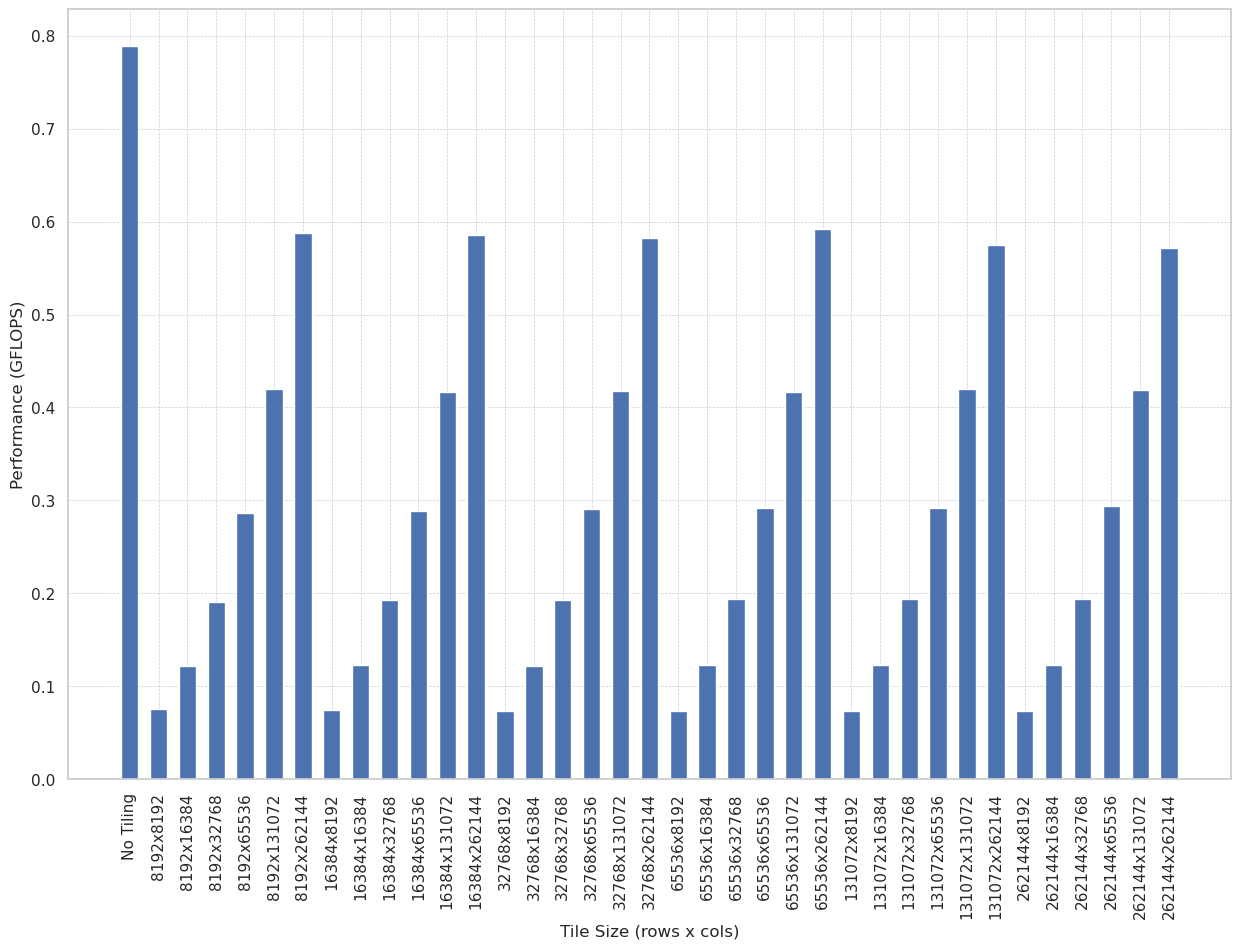 0.8
0.7
0.6
0.5
0.4
0.3
0.2
0.1
0.0
Performance (GFLOPS)
No Tiling
8192x8192
8192x16384
8192x32768
8192x65536
8192x131072
8192x262144
16384x8192
16384x16384
16384x32768
16384x65536
16384x131072
16384x262144
32768x8192
32768x16384
32768x32768
32768x65536
32768x131072
32768x262144
65536x8192
65536x16384
65536x32768
65536x65536
65536x131072
65536x262144
131072x8192
131072x16384
131072x32768
131072x65536
131072x131072
131072x262144
262144x8192
262144x16384
262144x32768
262144x65536
262144x131072
262144x262144
Tile Size (rows x cols)